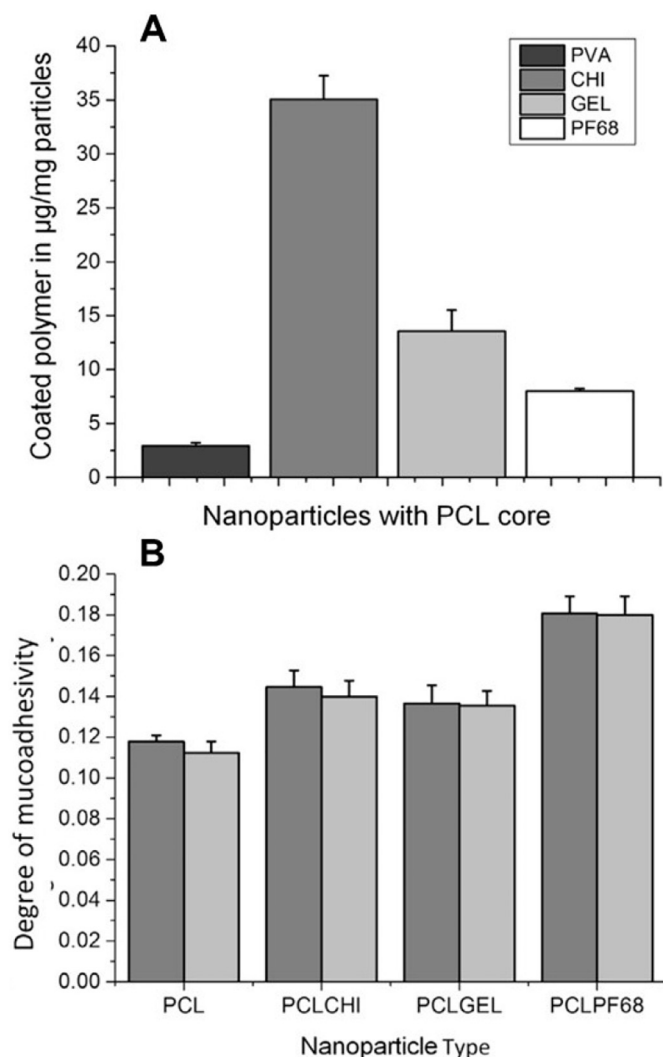 A
PVA
CHI
GEL
PF68
Coated polymer in µg/mg particles
40
35
30
25
20
15
10
5
0
Nanoparticles with PCL core
B
Degree of mucoadhesivity
0.20
0.18
0.16
0.14
0.12
0.10
0.08
0.06
0.04
0.02
0.00
PCL PCLCHI PCLGEL PCLPF68
Nanoparticle Type